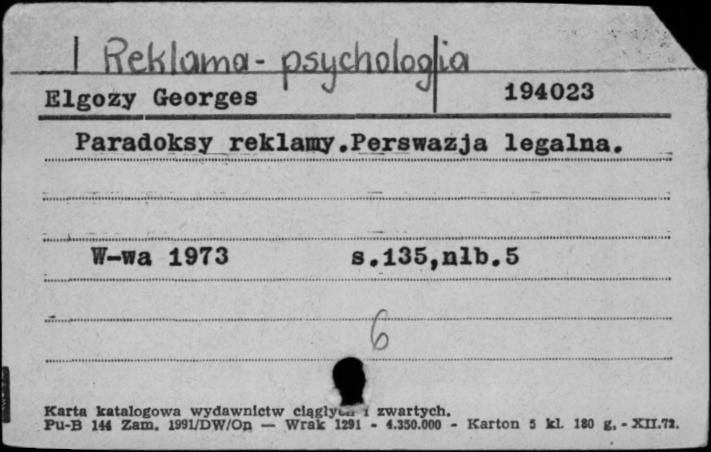 Reklama - psychologia
Elgozy Georges 194023
Paradoksy reklamy.Perswazja legalna.
W-wa 1973 s.135,nlb.5
6
Karta katalogowa wydawnictw ciągłych i zwartych.
Pu-B 144 Zam. 1991/DW/Op — Wrak 1291 - 4.350.000 - Karton 5 kl. 180 g. - XII.72.